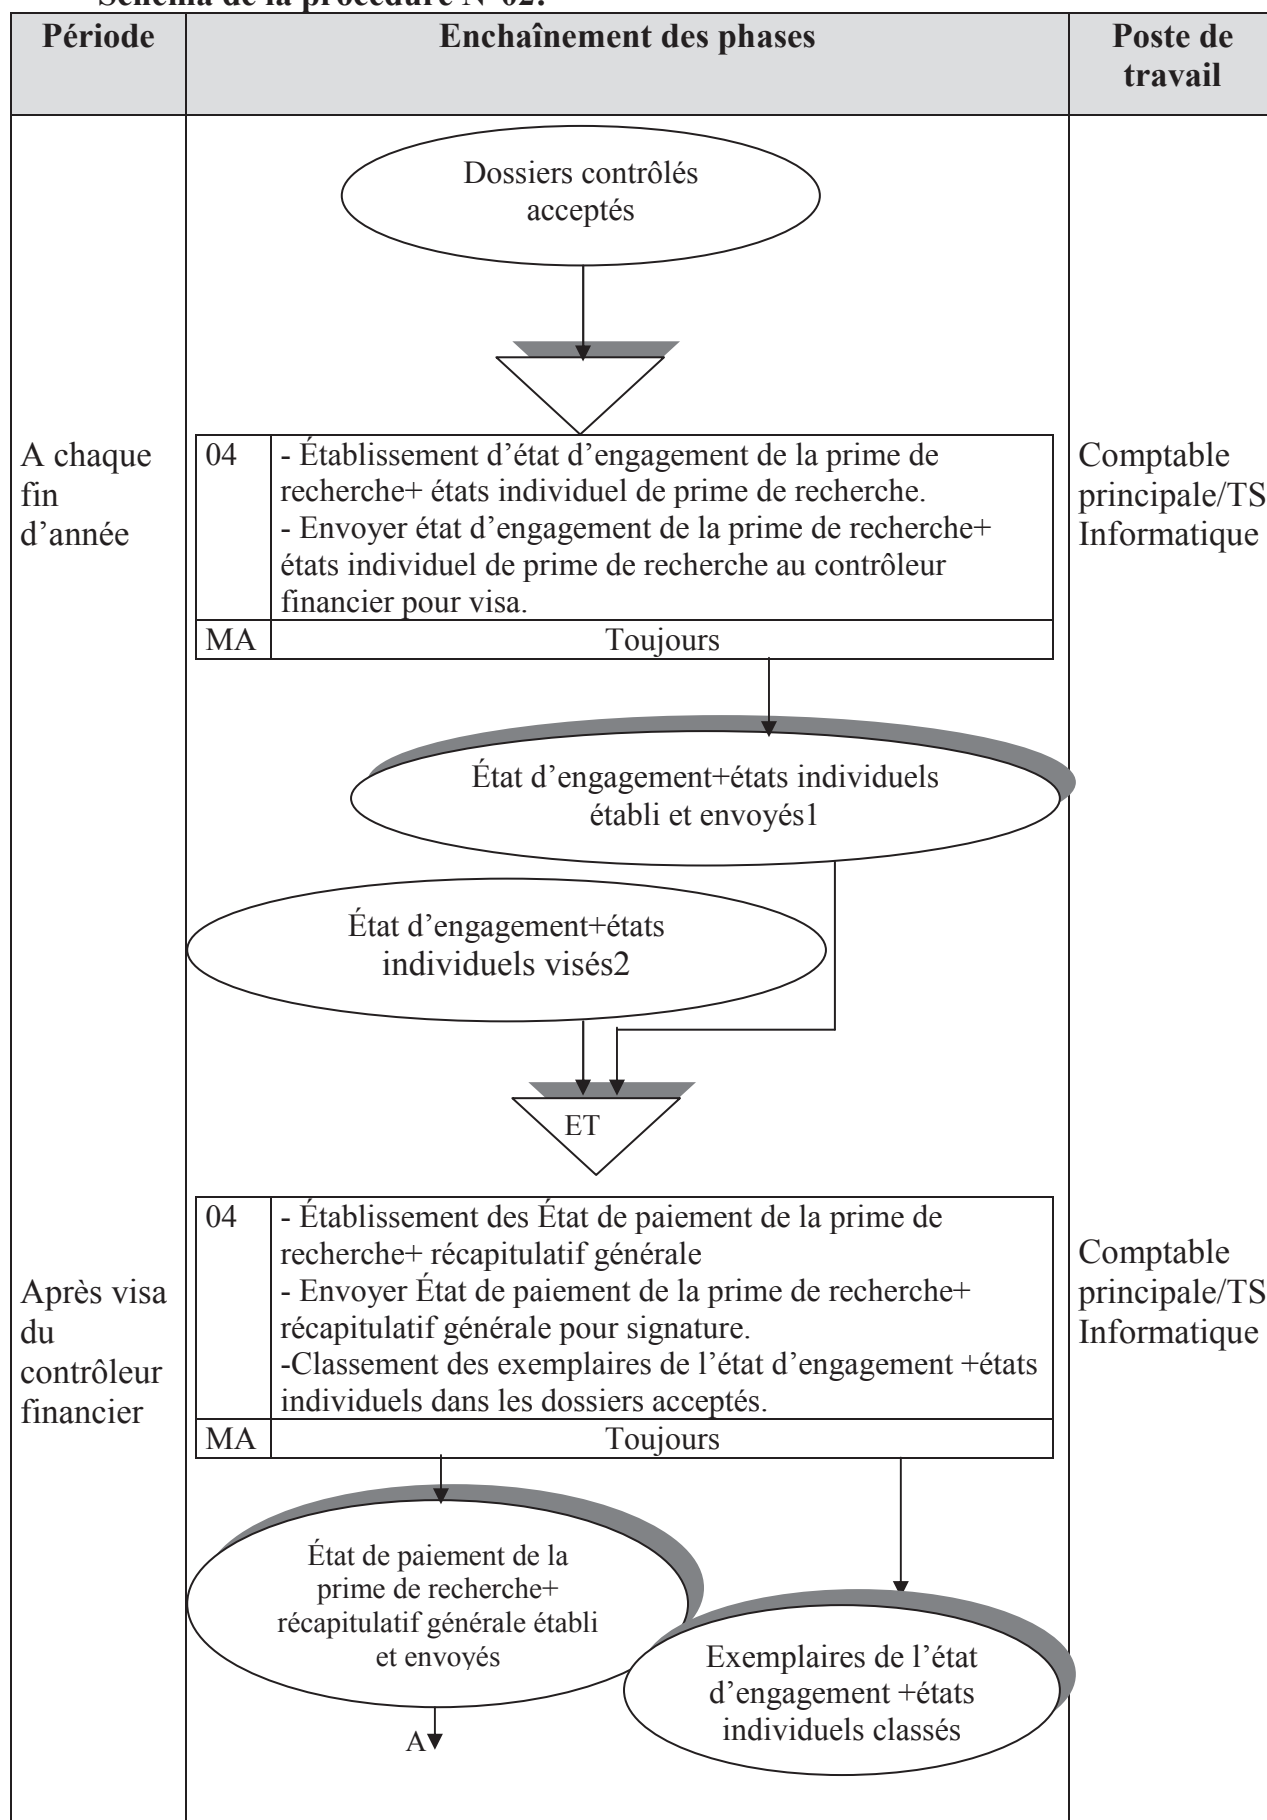 Schéma de la procédure N°02:
Période
Enchaînement des phases
Poste de
travail
Dossiers contrôlés
acceptés
A chaque
fin
d’année
04
- Établissement d’état d’engagement de la prime de
recherche+ états individuel de prime de recherche.
- Envoyer état d’engagement de la prime de recherche+
états individuel de prime de recherche au contrôleur
financier pour visa.
MA
Toujours
Comptable
principale/TS
Informatique
État d’engagement+états individuels
établi et envoyés1
État d’engagement+états
individuels visés2
ET
Après visa
du
contrôleur
financier
04
- Établissement des État de paiement de la prime de
recherche+ récapitulatif générale
- Envoyer État de paiement de la prime de recherche+
récapitulatif générale pour signature.
-Classement des exemplaires de l’état d’engagement +états
individuels dans les dossiers acceptés.
MA
Toujours
Comptable
principale/TS
Informatique
État de paiement de la
prime de recherche+
récapitulatif générale établi
et envoyés
Exemplaires de l’état
d’engagement +états
individuels classés
A